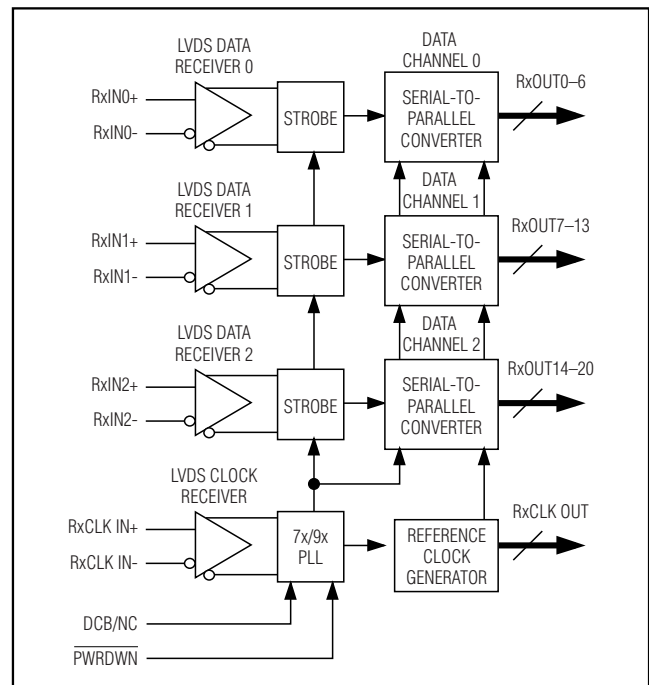 LVDS DATA
RECEIVER 0
DATA
CHANNEL 0
RxIN0+
RxIN0-
STROBE
SERIAL-TO-
PARALLEL
CONVERTER
RxOUT0–6
LVDS DATA
RECEIVER 1
DATA
CHANNEL 1
RxIN1+
RxIN1-
STROBE
SERIAL-TO-
PARALLEL
CONVERTER
RxOUT7–13
LVDS DATA
RECEIVER 2
DATA
CHANNEL 2
RxIN2+
RxIN2-
STROBE
SERIAL-TO-
PARALLEL
CONVERTER
RxOUT14–20
LVDS CLOCK
RECEIVER
RxCLK IN+
RxCLK IN-
7x/9x
PLL
REFERENCE
CLOCK
GENERATOR
RxCLK OUT
DCB/NC
PWRDWN